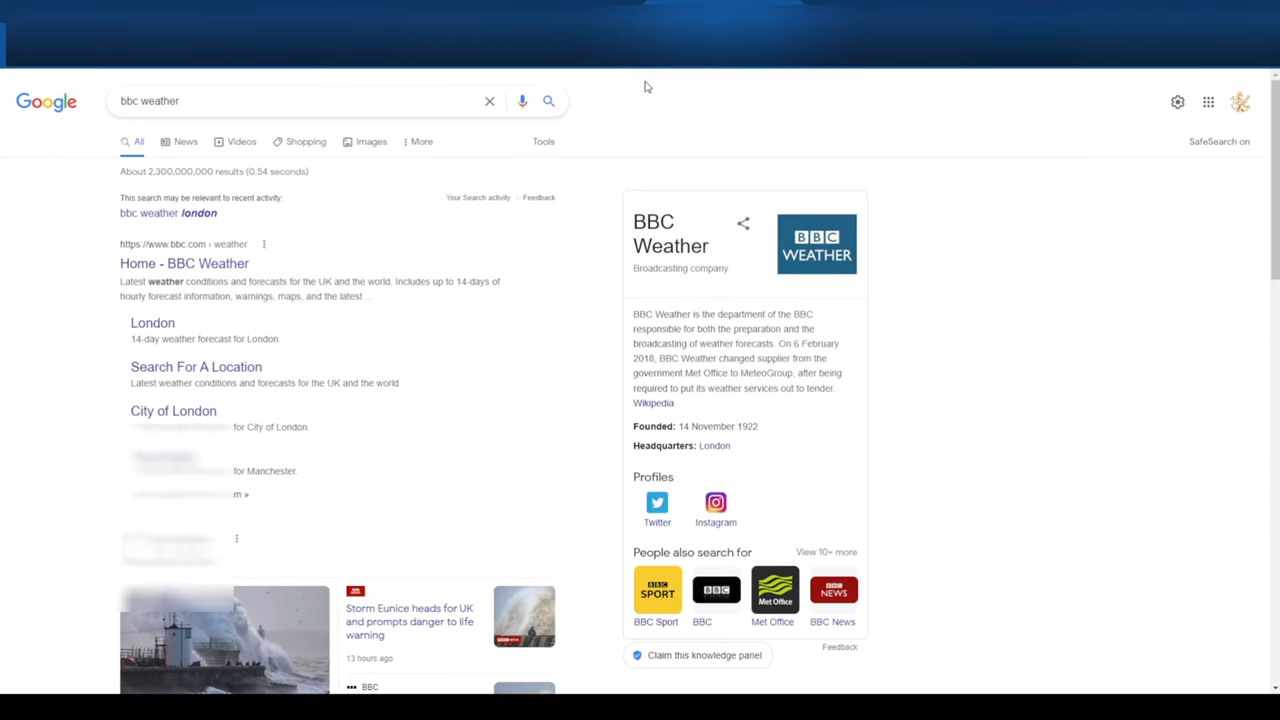 Google
bbc weather
All
News
Videos
Shopping
Images
More
Tools
SafeSearch on
About 2,300,000,000 results (0.54 seconds)
This search may be relevant to recent activity:
Your Search activity
Feedback
bbc weather london
https://www.bbc.com › weather
Home - BBC Weather
Latest weather conditions and forecasts for the UK and the world. Includes up to 14-days of
hourly forecast information, warnings, maps, and the latest ...
London
14-day weather forecast for London.
Search For A Location
Latest weather conditions and forecasts for the UK and the world.
City of London
for City of London.
for Manchester.
m »
BBC NEWS
Storm Eunice heads for UK
and prompts danger to life
warning
13 hours ago
BBC
BBC
Weather
Broadcasting company
BBC
WEATHER
BBC Weather is the department of the BBC
responsible for both the preparation and the
broadcasting of weather forecasts. On 6 February
2018, BBC Weather changed supplier from the
government Met Office to MeteoGroup, after being
required to put its weather services out to tender.
Wikipedia
Founded: 14 November 1922
Headquarters: London
Profiles
Twitter
Instagram
People also search for
View 10+ more
BBC
SPORT
BBC
Met Office
BBC
NEWS
BBC Sport
BBC
Met Office
BBC News
Feedback
Claim this knowledge panel